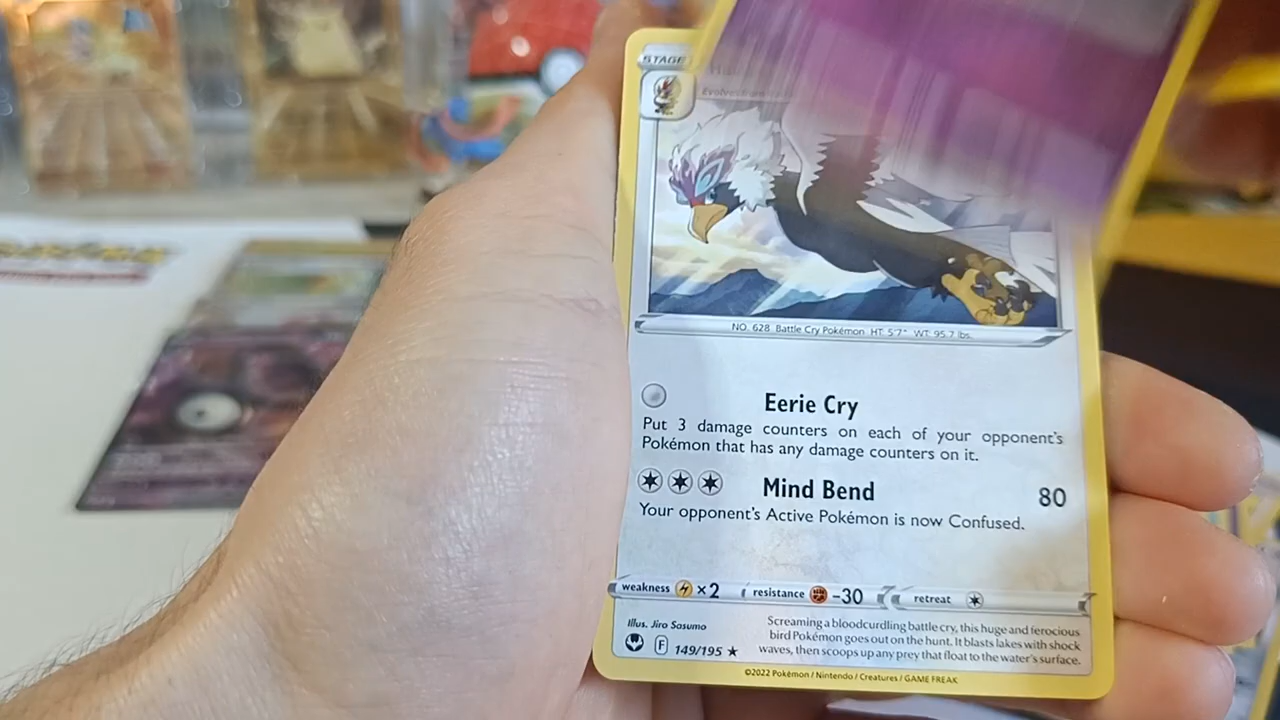 STAGE
Evolves from
NO. 628 Battle Cry Pokémon HT: 5'7" WT: 95.7 lbs.
Eerie Cry
Put 3 damage counters on each of your opponent's
Pokémon that has any damage counters on it.
Mind Bend 80
Your opponent's Active Pokémon is now Confused.
weakness ×2 resistance -30 retreat
Illus. Jiro Sasumo
F 149/195 ★
Screaming a bloodcurdling battle cry, this huge and ferocious
bird Pokémon goes out on the hunt. It blasts lakes with shock
waves, then scoops up any prey that float to the water's surface.
©2022 Pokémon / Nintendo / Creatures / GAME FREAK